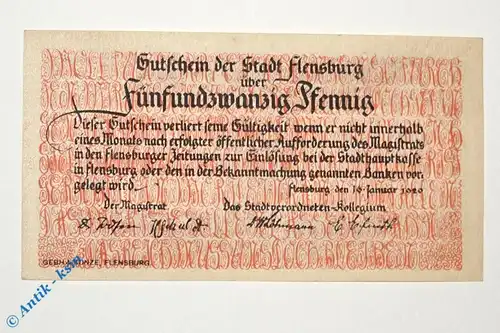 Gutschein der Stadt Flensburg
über
Fünfundzwanzig Pfennig
Dieser Gutschein verliert seine Gültigkeit wenn er nicht innerhalb
eines Monats nach erfolgter öffentlicher Aufforderung des Magistrats
in den Flensburger Zeitungen zur Einlösung bei der Stadthauptkasse
in Flensburg oder den in der Bekanntmachung genannten Banken vor-
gelegt wird.
Flensburg, den 16. Januar 1920
Der Magistrat Das Stadtverordneten-Kollegium
FLENSBURG
© Antik-ksia